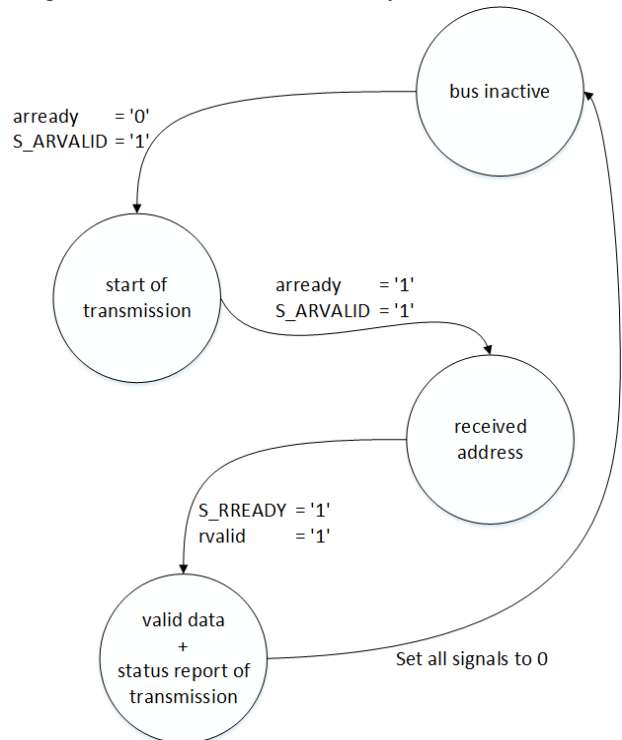 bus inactive
arready = '0'
S_ARVALID = '1'
start of
transmission
arready = '1'
S_ARVALID = '1'
received
address
S_RREADY = '1'
rvalid = '1'
valid data
+
status report of
transmission
Set all signals to 0